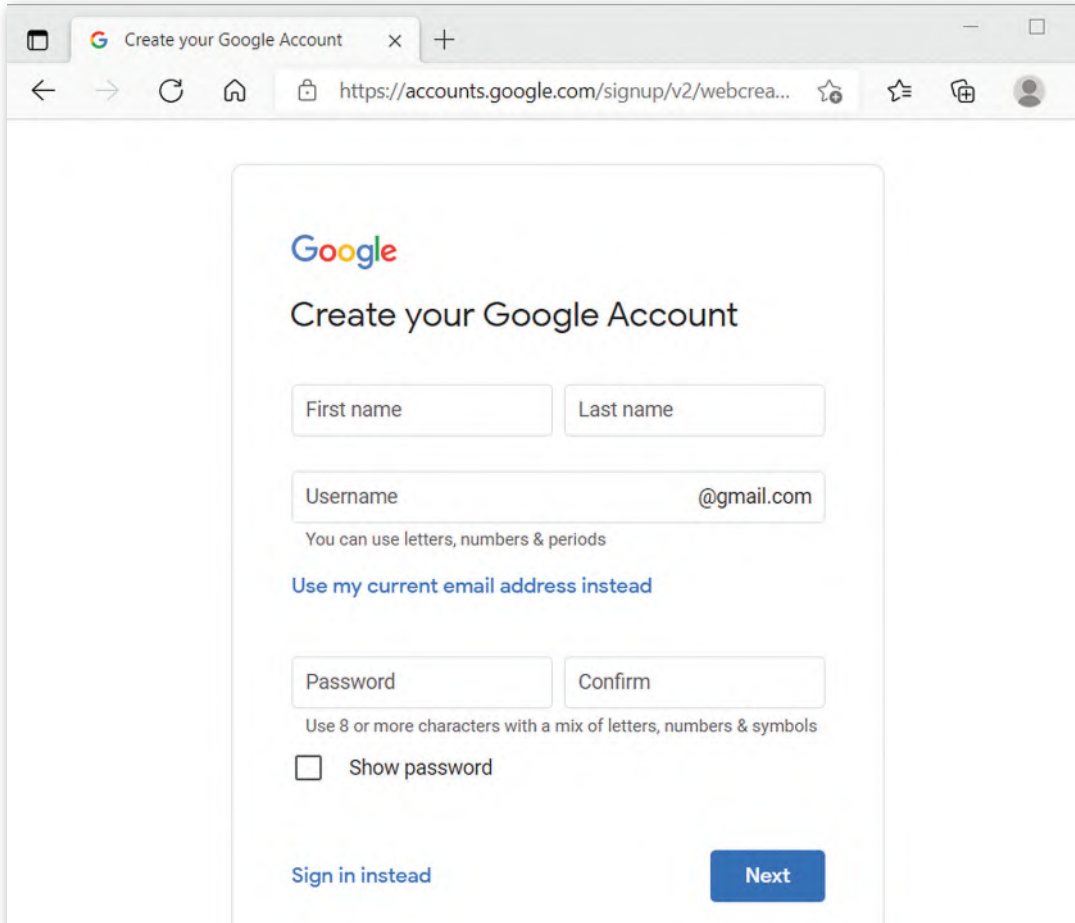 Create your Google Account
https://accounts.google.com/signup/v2/webcrea...
Google
Create your Google Account
First name Last name
Username @gmail.com
You can use letters, numbers & periods
Use my current email address instead
Password Confirm
Use 8 or more characters with a mix of letters, numbers & symbols
Show password
Sign in instead Next